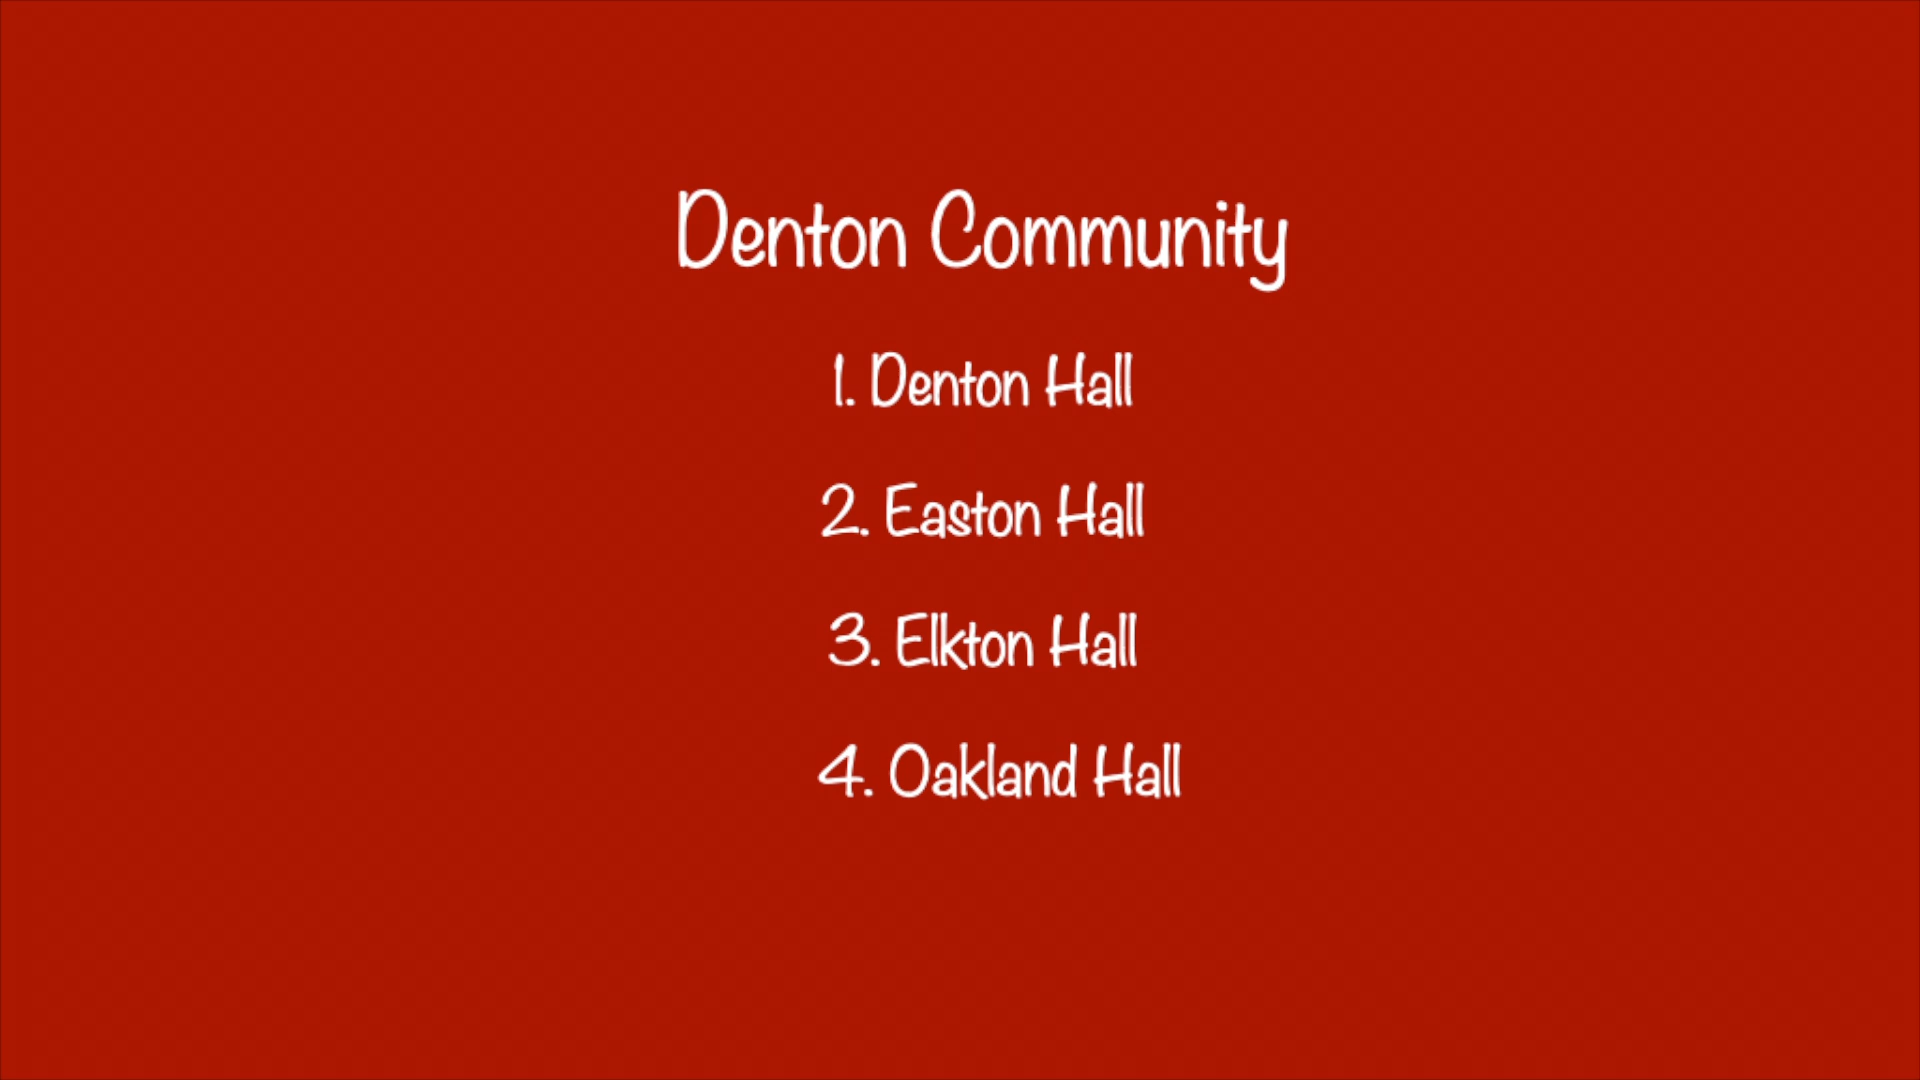 Denton Community
1. Denton Hall
2. Easton Hall
3. Elkton Hall
4. Oakland Hall